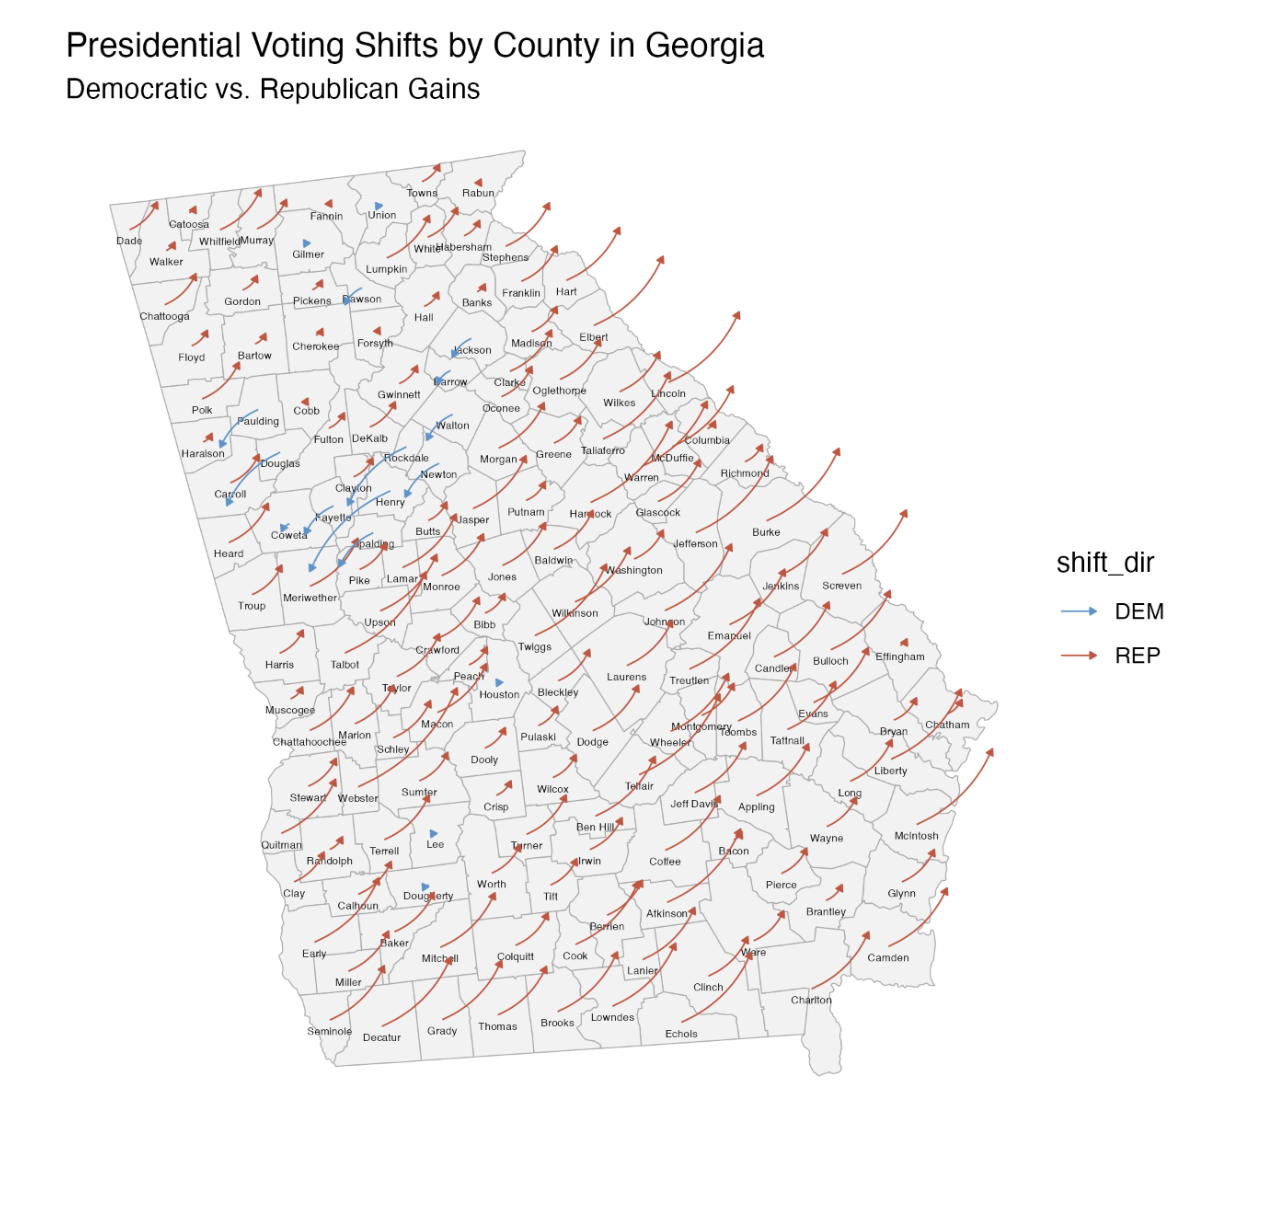 Presidential Voting Shifts by County in Georgia
Democratic vs. Republican Gains
Towns
Rabun
Catoosa
Fannin
Union
Dade
Whitfield
Murray
White
Habersham
Walker
Gilmer
Stephens
Lumpkin
Chattooga
Gordon
Pickens
Dawson
Banks
Franklin
Hart
Hall
Floyd
Bartow
Cherokee
Forsyth
Jackson
Madison
Elbert
Polk
Cobb
Gwinnett
Barrow
Clarke
Oglethorpe
Wilkes
Lincoln
Oconee
Paulding
Haralson
Fulton
DeKalb
Walton
Columbia
Douglas
Rockdale
Morgan
Greene
Taliaferro
McDuffie
Carroll
Clayton
Newton
Warren
Richmond
Henry
Fayette
Jasper
Putnam
Hancock
Glascock
Coweta
Butts
Burke
Heard
Spalding
Baldwin
Washington
Jefferson
Pike
Lamar
Monroe
Jones
Jenkins
Screven
Troup
Meriwether
Upson
Bibb
Wilkinson
Johnson
Emanuel
Harris
Talbot
Crawford
Twiggs
Peach
Laurens
Treutlen
Candler
Bulloch
Effingham
Muscogee
Taylor
Houston
Bleckley
Chattahoochee
Marion
Macon
Schley
Pulaski
Dodge
Wheeler
Montgomery
Toombs
Evans
Tattnall
Bryan
Chatham
Dooly
Stewart
Webster
Sumter
Crisp
Wilcox
Telfair
Jeff Davis
Appling
Long
Liberty
Quitman
Randolph
Terrell
Lee
Turner
Ben Hill
Irwin
Coffee
Bacon
Wayne
McIntosh
Clay
Calhoun
Dougherty
Worth
Tift
Atkinson
Pierce
Brantley
Glynn
Early
Baker
Mitchell
Colquitt
Cook
Berrien
Lanier
Ware
Camden
Miller
Clinch
Charlton
Seminole
Decatur
Grady
Thomas
Brooks
Lowndes
Echols
shift_dir
DEM
REP